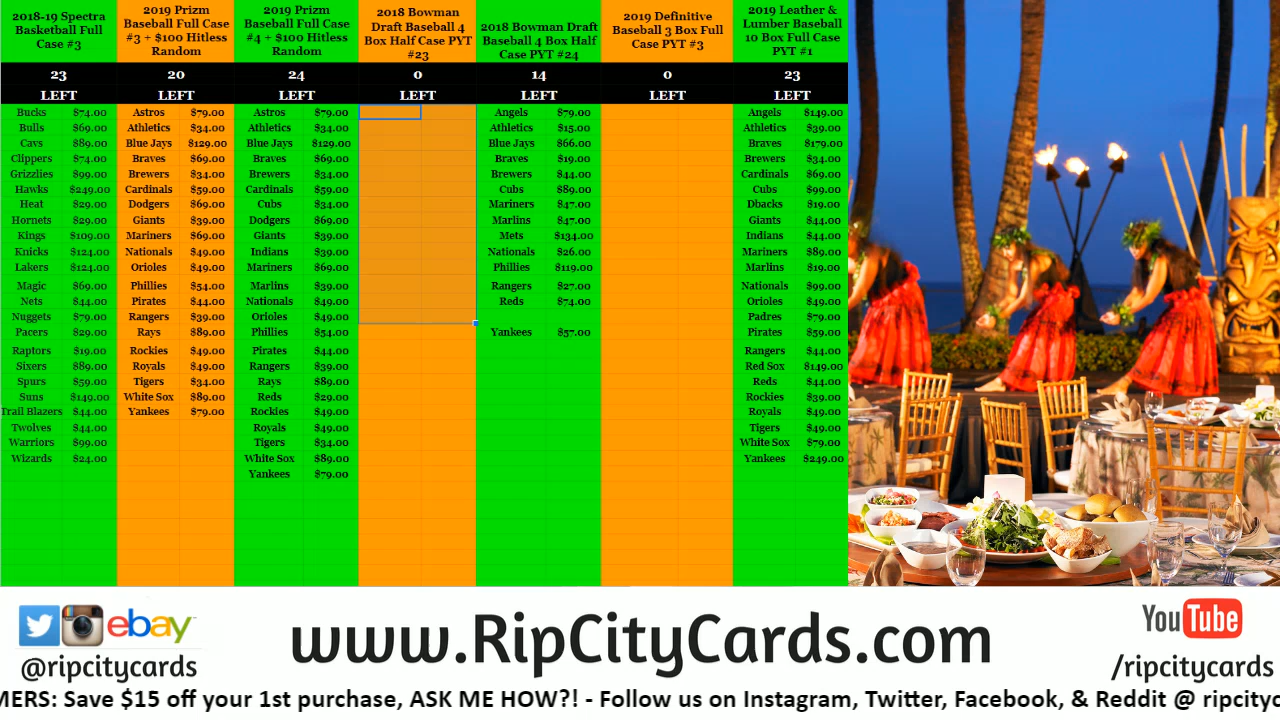 2018-19 Spectra
Basketball Full
Case #3
23
LEFT
Bucks $74.00
Bulls $69.00
Cavs $89.00
Clippers $74.00
Grizzlies $99.00
Hawks $249.00
Heat $29.00
Hornets $29.00
Kings $109.00
Knicks $124.00
Lakers $124.00
Magic $69.00
Nets $44.00
Nuggets $79.00
Pacers $29.00
Raptors $19.00
Sixers $89.00
Spurs $59.00
Suns $149.00
Trail Blazers $44.00
Twolves $44.00
Warriors $99.00
Wizards $24.00
2019 Prizm
Baseball Full Case
#3 + $100 Hitless
Random
20
LEFT
Astros $79.00
Athletics $34.00
Blue Jays $129.00
Braves $69.00
Brewers $34.00
Cardinals $59.00
Dodgers $69.00
Giants $39.00
Mariners $69.00
Nationals $49.00
Orioles $49.00
Phillies $54.00
Pirates $44.00
Rangers $39.00
Rays $89.00
Rockies $49.00
Royals $49.00
Tigers $34.00
White Sox $89.00
Yankees $79.00
2019 Prizm
Baseball Full Case
#4 + $100 Hitless
Random
24
LEFT
Astros $79.00
Athletics $34.00
Blue Jays $129.00
Braves $69.00
Brewers $34.00
Cardinals $59.00
Cubs $34.00
Dodgers $69.00
Giants $39.00
Indians $39.00
Mariners $69.00
Marlins $39.00
Nationals $49.00
Orioles $49.00
Phillies $54.00
Pirates $44.00
Rangers $39.00
Rays $89.00
Reds $29.00
Rockies $49.00
Royals $49.00
Tigers $34.00
White Sox $89.00
Yankees $79.00
2018 Bowman
Draft Baseball 4
Box Half Case PYT
#23
0
LEFT
2018 Bowman Draft
Baseball 4 Box Half
Case PYT #24
14
LEFT
Angels $79.00
Athletics $15.00
Blue Jays $66.00
Braves $19.00
Brewers $44.00
Cubs $89.00
Mariners $47.00
Marlins $47.00
Mets $134.00
Nationals $26.00
Phillies $119.00
Rangers $27.00
Reds $74.00
Yankees $57.00
2019 Definitive
Baseball 3 Box Full
Case PYT #3
0
LEFT
2019 Leather &
Lumber Baseball
10 Box Full Case
PYT #1
23
LEFT
Angels $149.00
Athletics $39.00
Braves $179.00
Brewers $34.00
Cardinals $69.00
Cubs $99.00
Dbacks $19.00
Giants $44.00
Indians $44.00
Mariners $89.00
Marlins $19.00
Nationals $99.00
Orioles $49.00
Padres $79.00
Pirates $59.00
Rangers $44.00
Red Sox $149.00
Reds $44.00
Rockies $39.00
Royals $49.00
Tigers $49.00
White Sox $79.00
Yankees $249.00
ebay
@ripcitycards
www.RipCityCards.com
YouTube
/ripcitycards
MERS: Save $15 off your 1st purchase, ASK ME HOW?! - Follow us on Instagram, Twitter, Facebook, & Reddit @ ripcityc